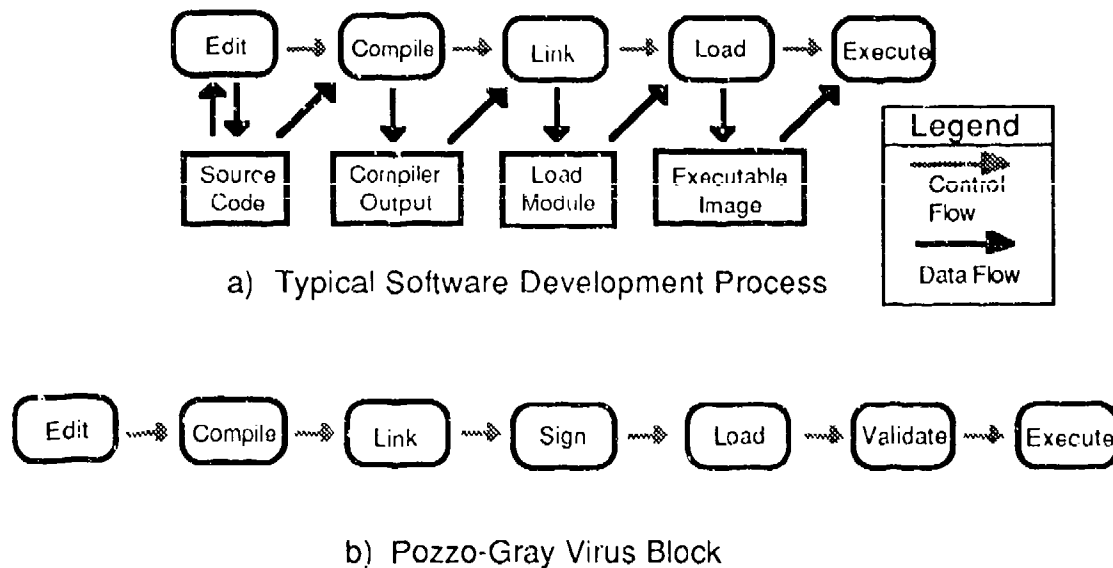 Edit
Compile
Link
Load
Execute
Source
Code
Compiler
Output
Load
Module
Executable
Image
Legend
Control
Flow
Data Flow
a) Typical Software Development Process
Edit
Compile
Link
Sign
Load
Validate
Execute
b) Pozzo-Gray Virus Block